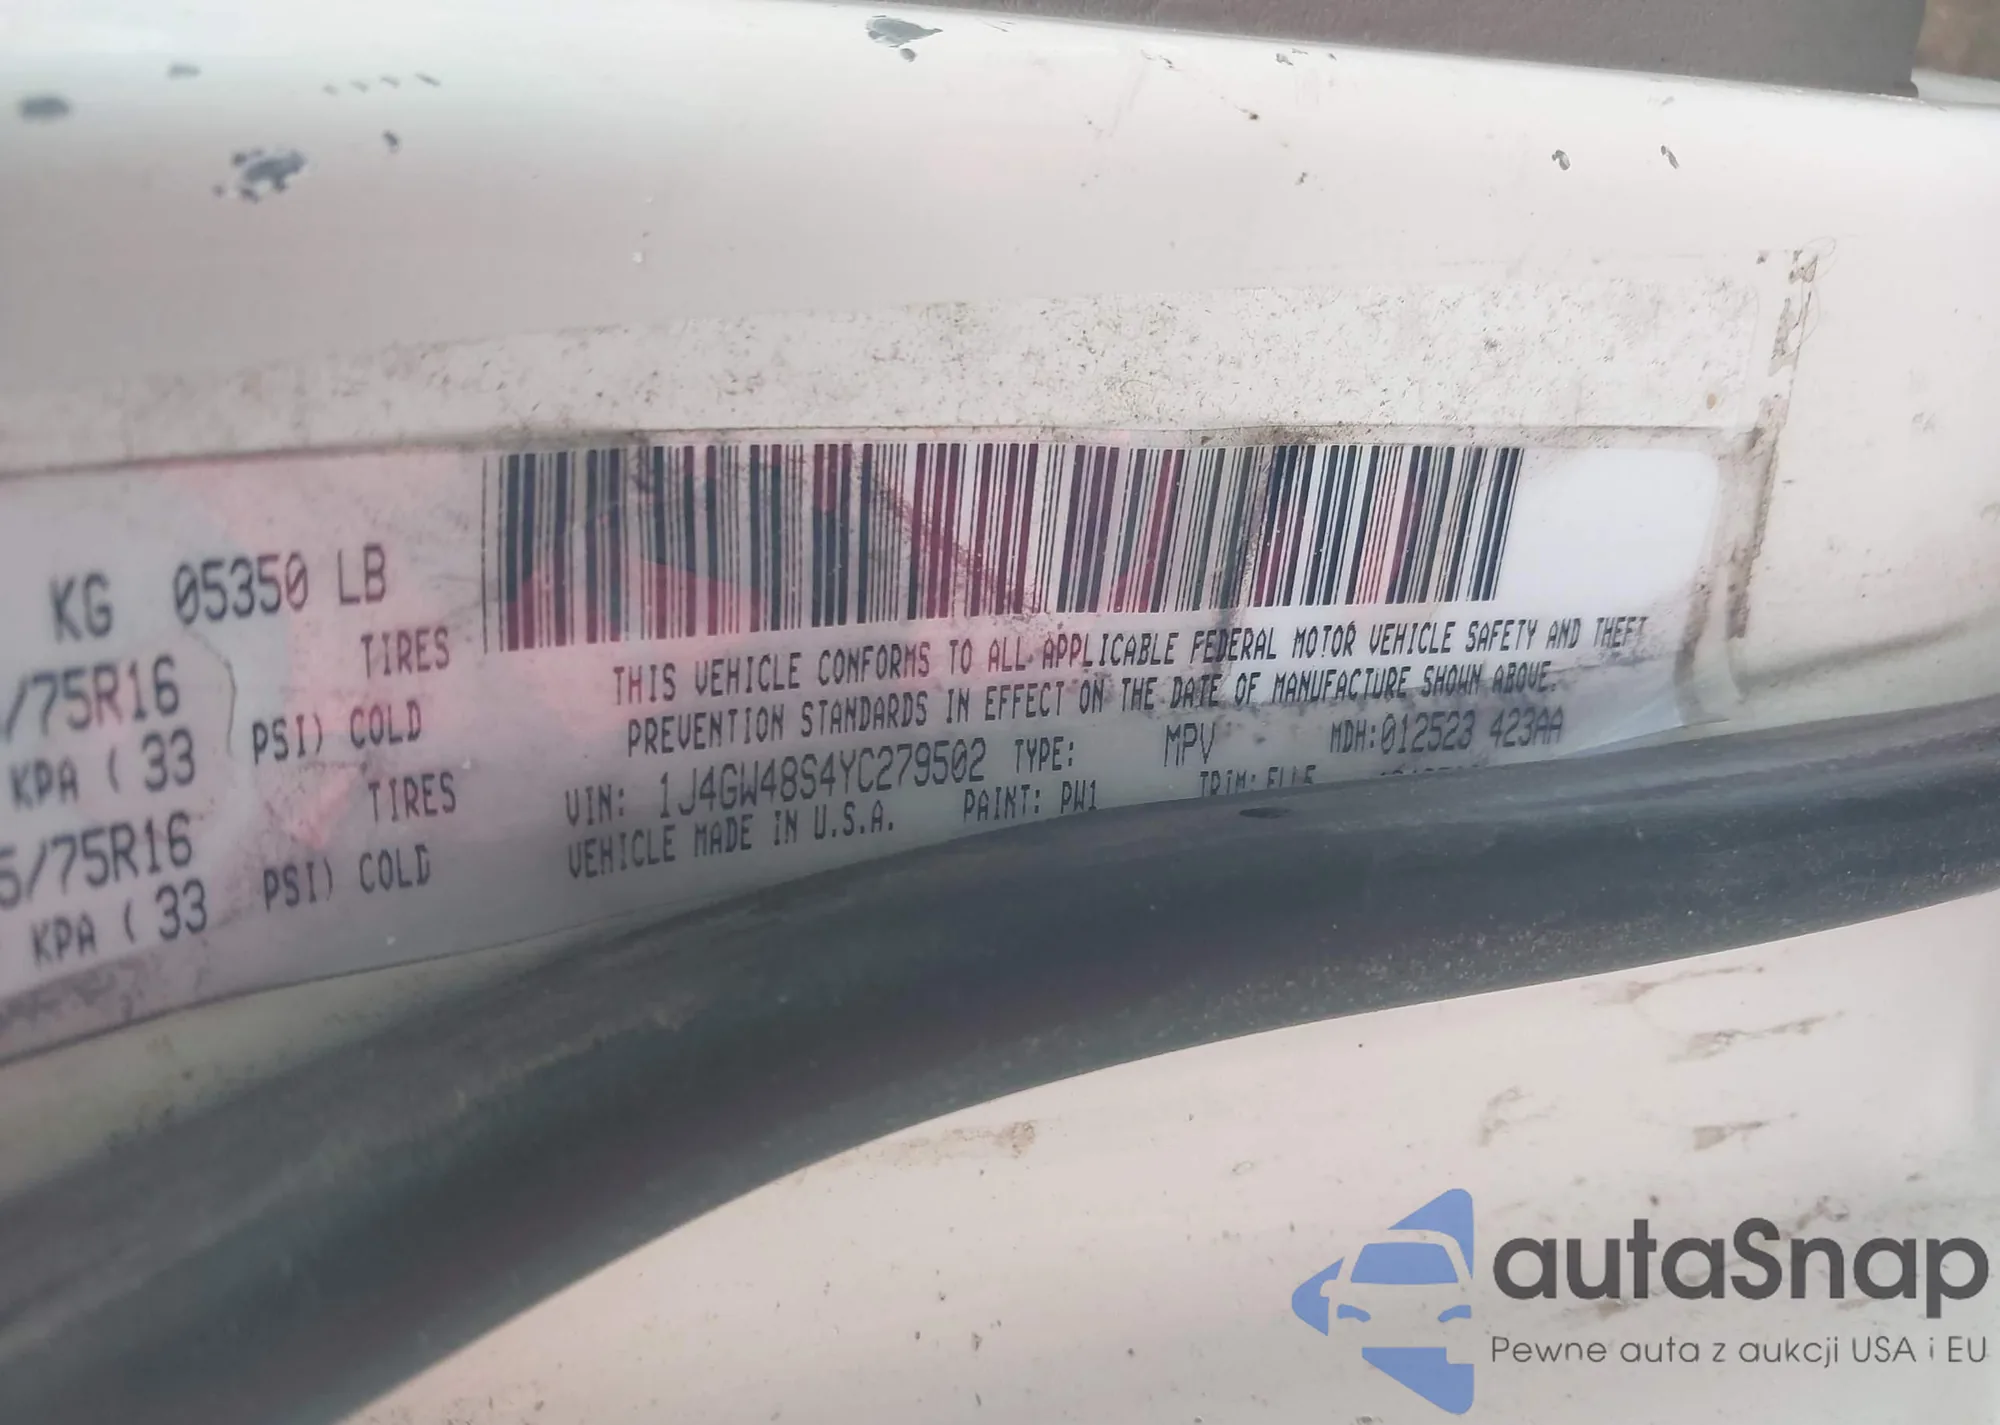 KG 05350 LB
TIRES
/75R16
KPA ( 33 PSI) COLD
TIRES
5/75R16
KPA ( 33 PSI) COLD
THIS VEHICLE CONFORMS TO ALL APPLICABLE FEDERAL MOTOR VEHICLE SAFETY AND THEFT
PREVENTION STANDARDS IN EFFECT ON THE DATE OF MANUFACTURE SHOWN ABOVE.
VIN: 1J4GW48S4YC279502 TYPE: MPV MDH:012523 423AA
VEHICLE MADE IN U.S.A. PAINT: PW1 TRIM:
autaSnap
Pewne auta z aukcji USA i EU